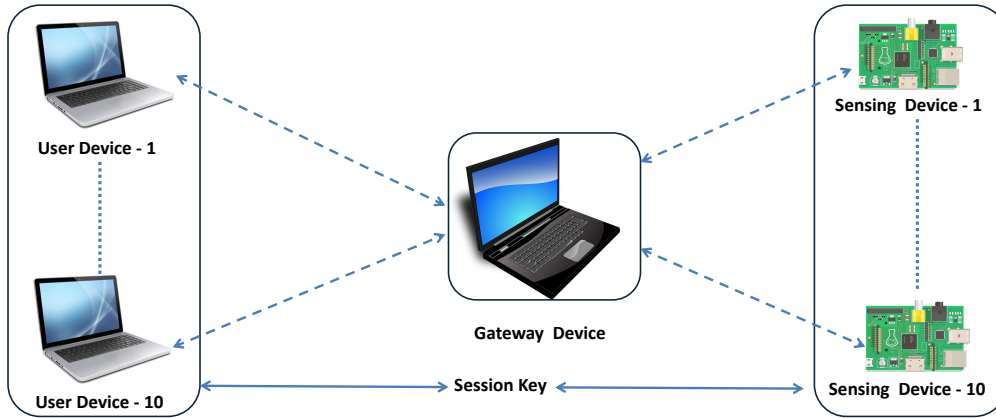 User Device - 1
Sensing Device - 1
Gateway Device
Session Key
User Device - 10
Sensing Device - 10